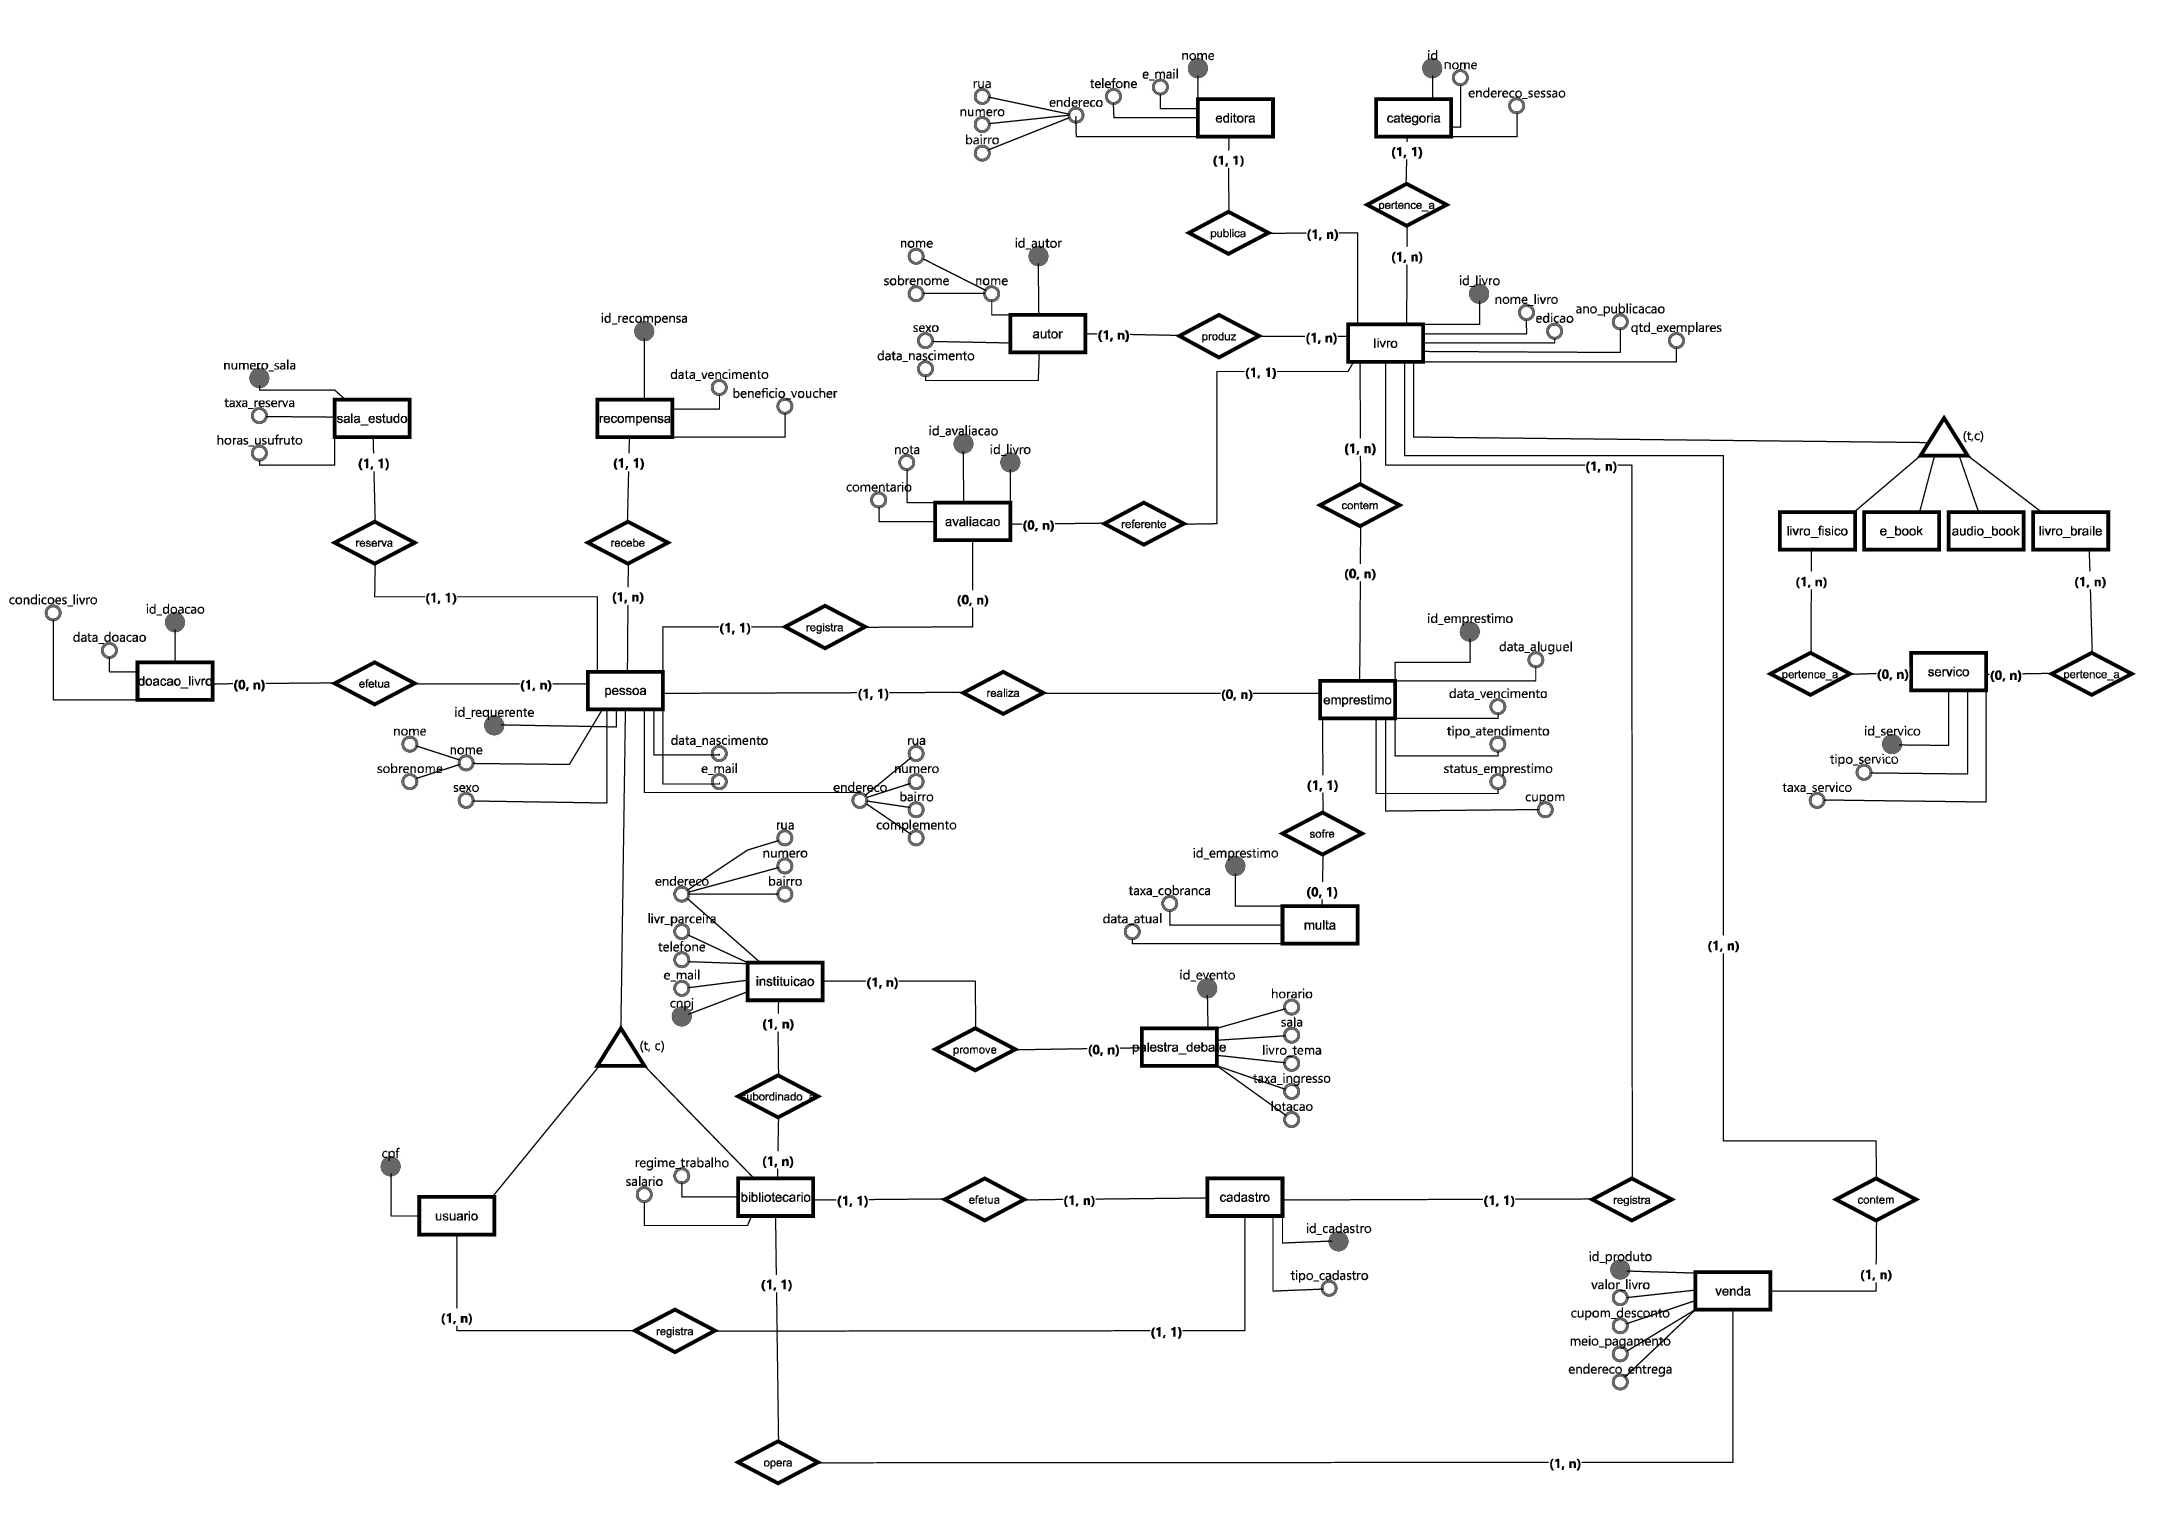 nome
e_mail
telefone
endereco
rua
numero
bairro
editora
(1, 1)
publica
(1, n)
id
nome
endereco_sessao
categoria
(1, 1)
pertence_a
(1, n)
nome
sobrenome
nome
id_autor
sexo
data_nascimento
autor
(1, n)
produz
(1, n)
livro
id_livro
nome_livro
edicao
ano_publicacao
qtd_exemplares
(1, 1)
numero_sala
taxa_reserva
horas_usufruto
sala_estudo
(1, 1)
reserva
(1, 1)
id_recompensa
data_vencimento
beneficio_voucher
recompensa
(1, 1)
recebe
(1, n)
id_avaliacao
id_livro
nota
comentario
avaliacao
(0, n)
referente
(0, n)
registra
(1, 1)
(1, n)
contem
(0, n)
(1, n)
(t,c)
livro_fisico
e_book
audio_book
livro_braile
(1, n)
(1, n)
pertence_a
(0, n)
servico
(0, n)
pertence_a
id_servico
tipo_servico
taxa_servico
condicoes_livro
data_doacao
id_doacao
doacao_livro
(0, n)
efetua
(1, n)
pessoa
(1, 1)
realiza
(0, n)
emprestimo
id_emprestimo
data_aluguel
data_vencimento
tipo_atendimento
status_emprestimo
cupom
id_requerente
nome
sobrenome
nome
sexo
data_nascimento
e_mail
endereco
rua
numero
bairro
complemento
(1, 1)
sofre
(0, 1)
id_emprestimo
taxa_cobranca
data_atual
multa
rua
numero
bairro
endereco
livr_parceira
telefone
e_mail
cnpj
instituicao
(1, n)
promove
(0, n)
palestra_debate
id_evento
horario
sala
livro_tema
taxa_ingresso
lotacao
(1, n)
(1, n)
(t, c)
(1, n)
cpf
usuario
regime_trabalho
salario
bibliotecario
(1, 1)
efetua
(1, n)
cadastro
(1, 1)
registra
contem
id_cadastro
tipo_cadastro
(1, 1)
(1, n)
registra
(1, 1)
id_produto
valor_livro
cupom_desconto
meio_pagamento
endereco_entrega
venda
(1, n)
opera
(1, n)